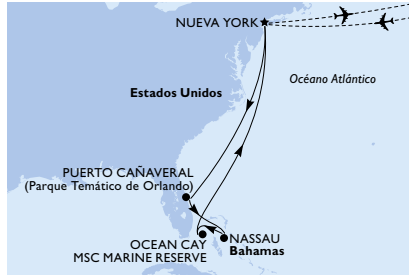 NUEVA YORK
Océano Atlántico
Estados Unidos
PUERTO CAÑAVERAL
(Parque Temático de Orlando)
OCEAN CAY
MSC MARINE RESERVE
NASSAU
Bahamas